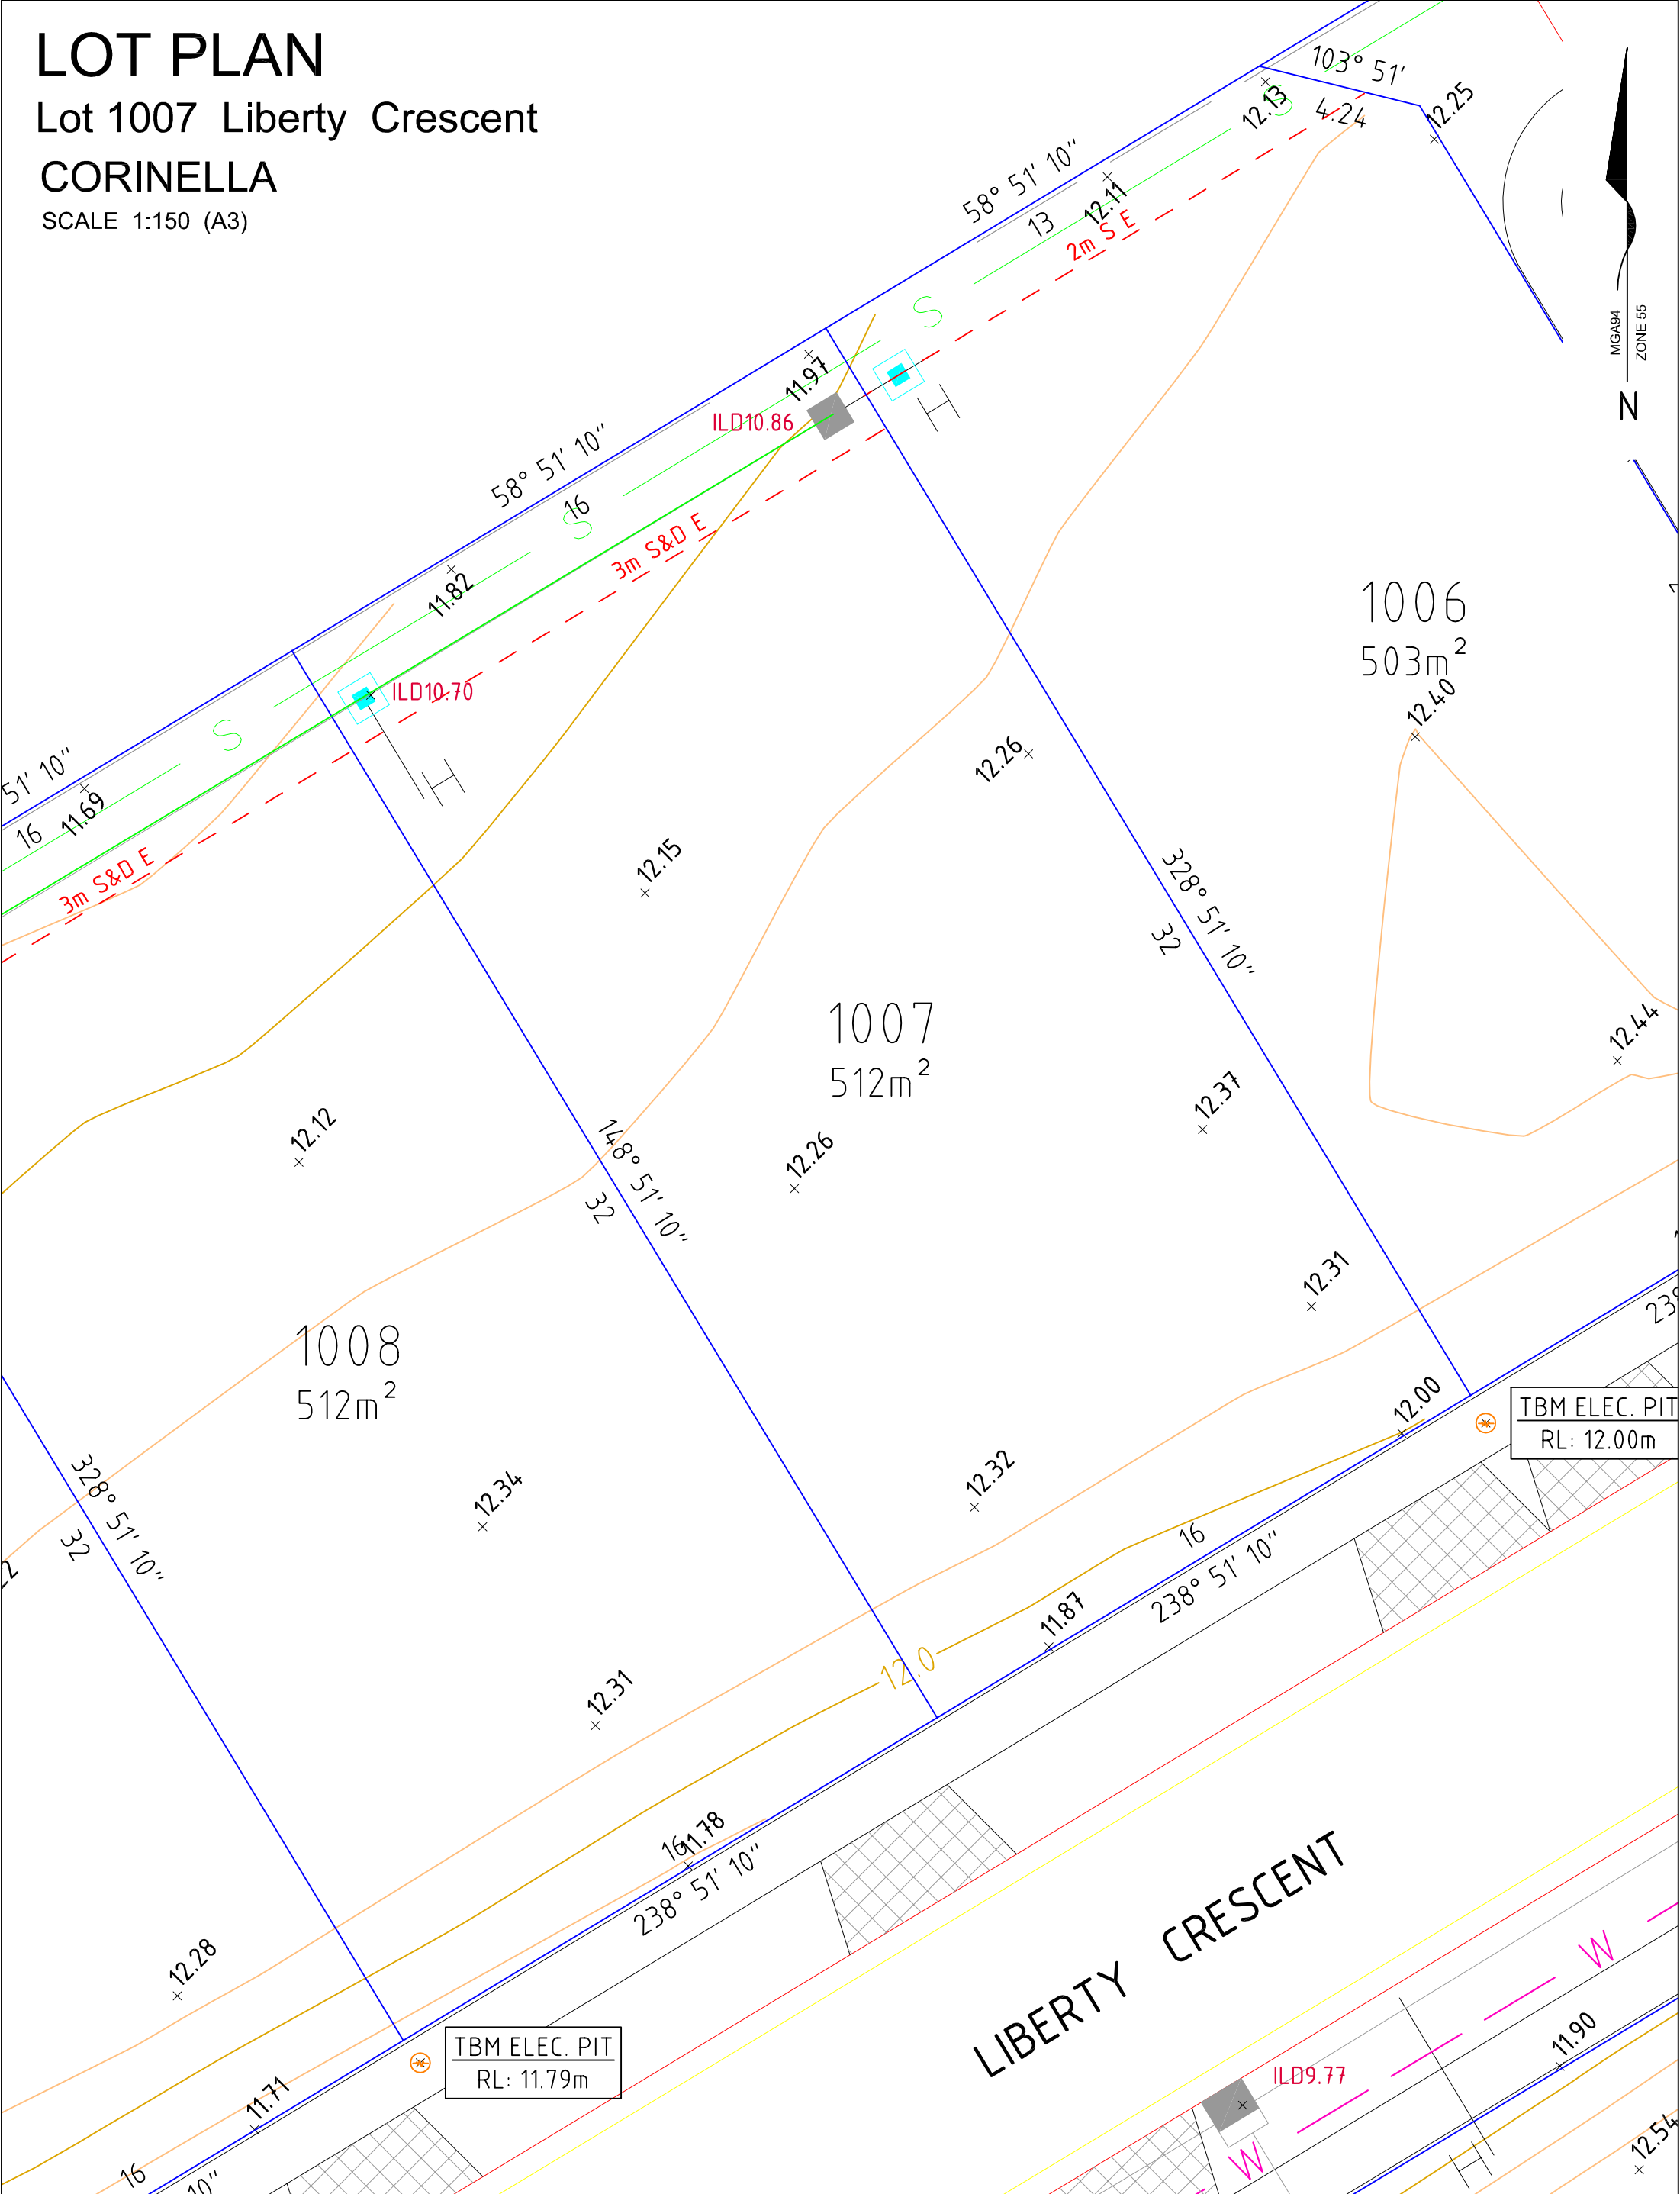 LOT PLAN
Lot 1007 Liberty Crescent
CORINELLA
SCALE 1:150 (A3)
103° 51'
4.24
12.13
12.25
58° 51' 10"
13
12.11
2m S E
S
S
MGA94
ZONE 55
N
11.97
ILD10.86
H
58° 51' 10"
16
S
3m S&D E
11.82
1006
503m²
12.40
ILD10.70
S
H
12.26
51' 10"
16
11.69
3m S&D E
12.15
328° 51' 10"
32
1007
512m²
12.44
12.37
12.12
148° 51' 10"
32
12.26
12.31
1008
512m²
12.00
TBM ELEC. PIT
RL: 12.00m
328° 51' 10"
32
12.34
12.32
16
238° 51' 10"
11.87
12.0
12.31
16
11.78
238° 51' 10"
LIBERTY CRESCENT
W
12.28
TBM ELEC. PIT
RL: 11.79m
11.71
16
10"
ILD9.77
11.90
W
H
12.54